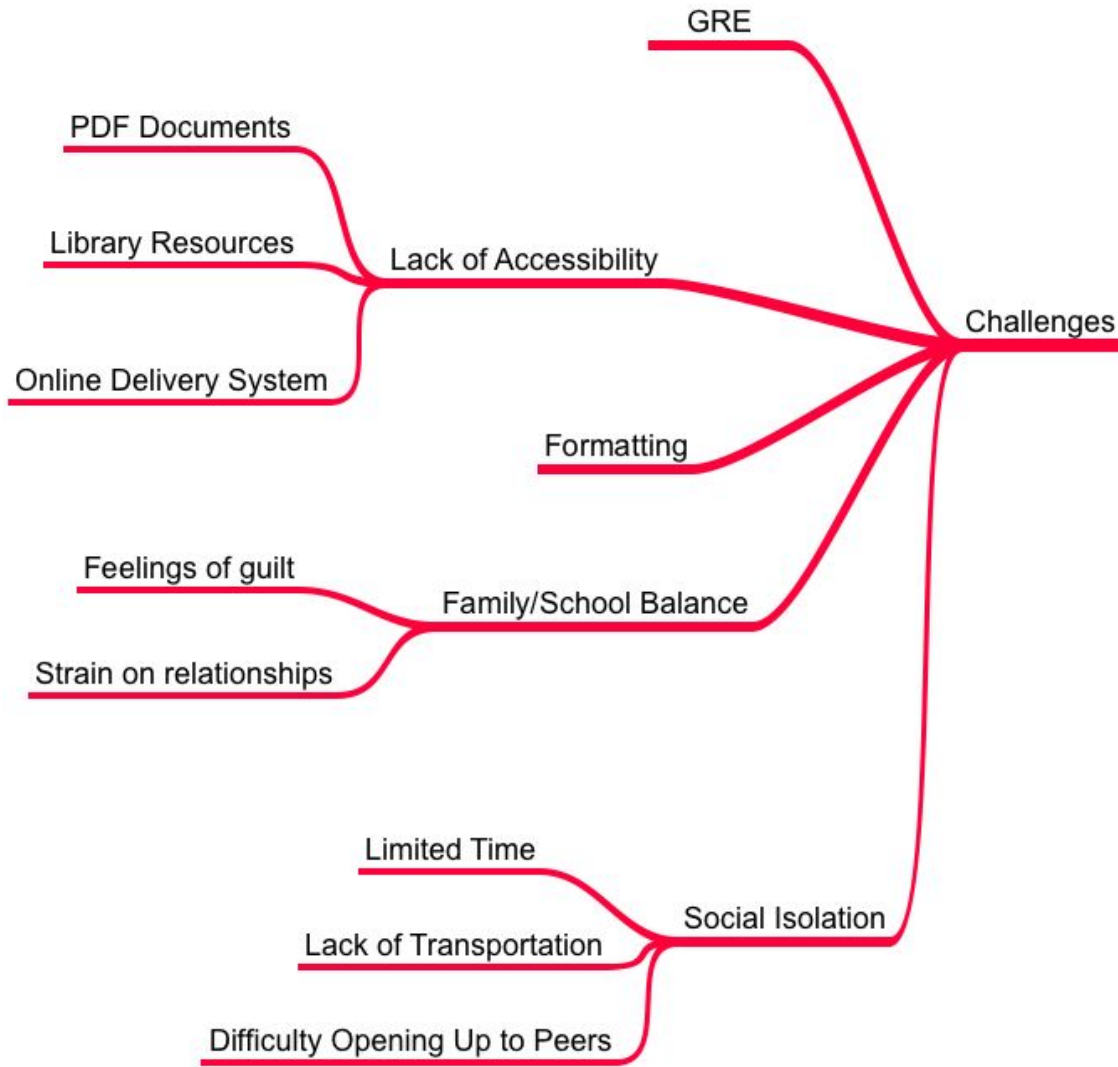 GRE
PDF Documents
Library Resources
Lack of Accessibility
Challenges
Online Delivery System
Formatting
Feelings of guilt
Family/School Balance
Strain on relationships
Limited Time
Social Isolation
Lack of Transportation
Difficulty Opening Up to Peers